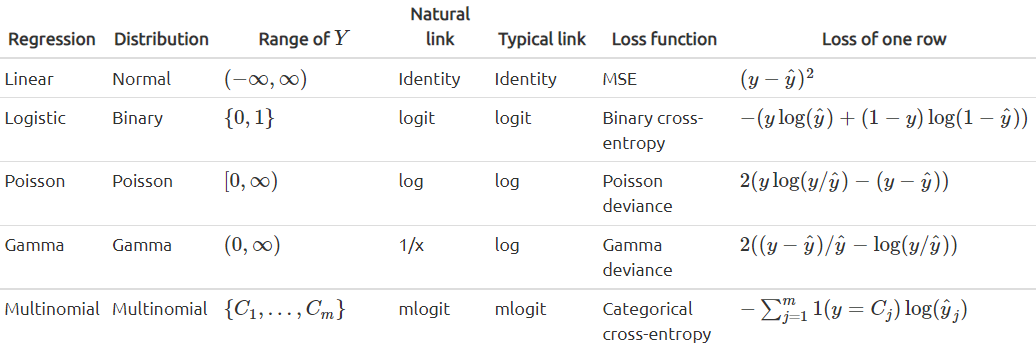 Regression Distribution Range of Y Natural link Typical link Loss function Loss of one row
Linear Normal (−∞, ∞) Identity Identity MSE (y − ŷ)²
Logistic Binary {0, 1} logit logit Binary cross-entropy −(y log(ŷ) + (1 − y) log(1 − ŷ))
Poisson Poisson [0, ∞) log log Poisson deviance 2(y log(y/ŷ) − (y − ŷ))
Gamma Gamma (0, ∞) 1/x log Gamma deviance 2((y − ŷ)/ŷ − log(y/ŷ))
Multinomial Multinomial {C₁, . . . , Cₘ} mlogit mlogit Categorical cross-entropy − ∑ᵐⱼ₌₁ 1(y = Cⱼ) log(ŷⱼ)